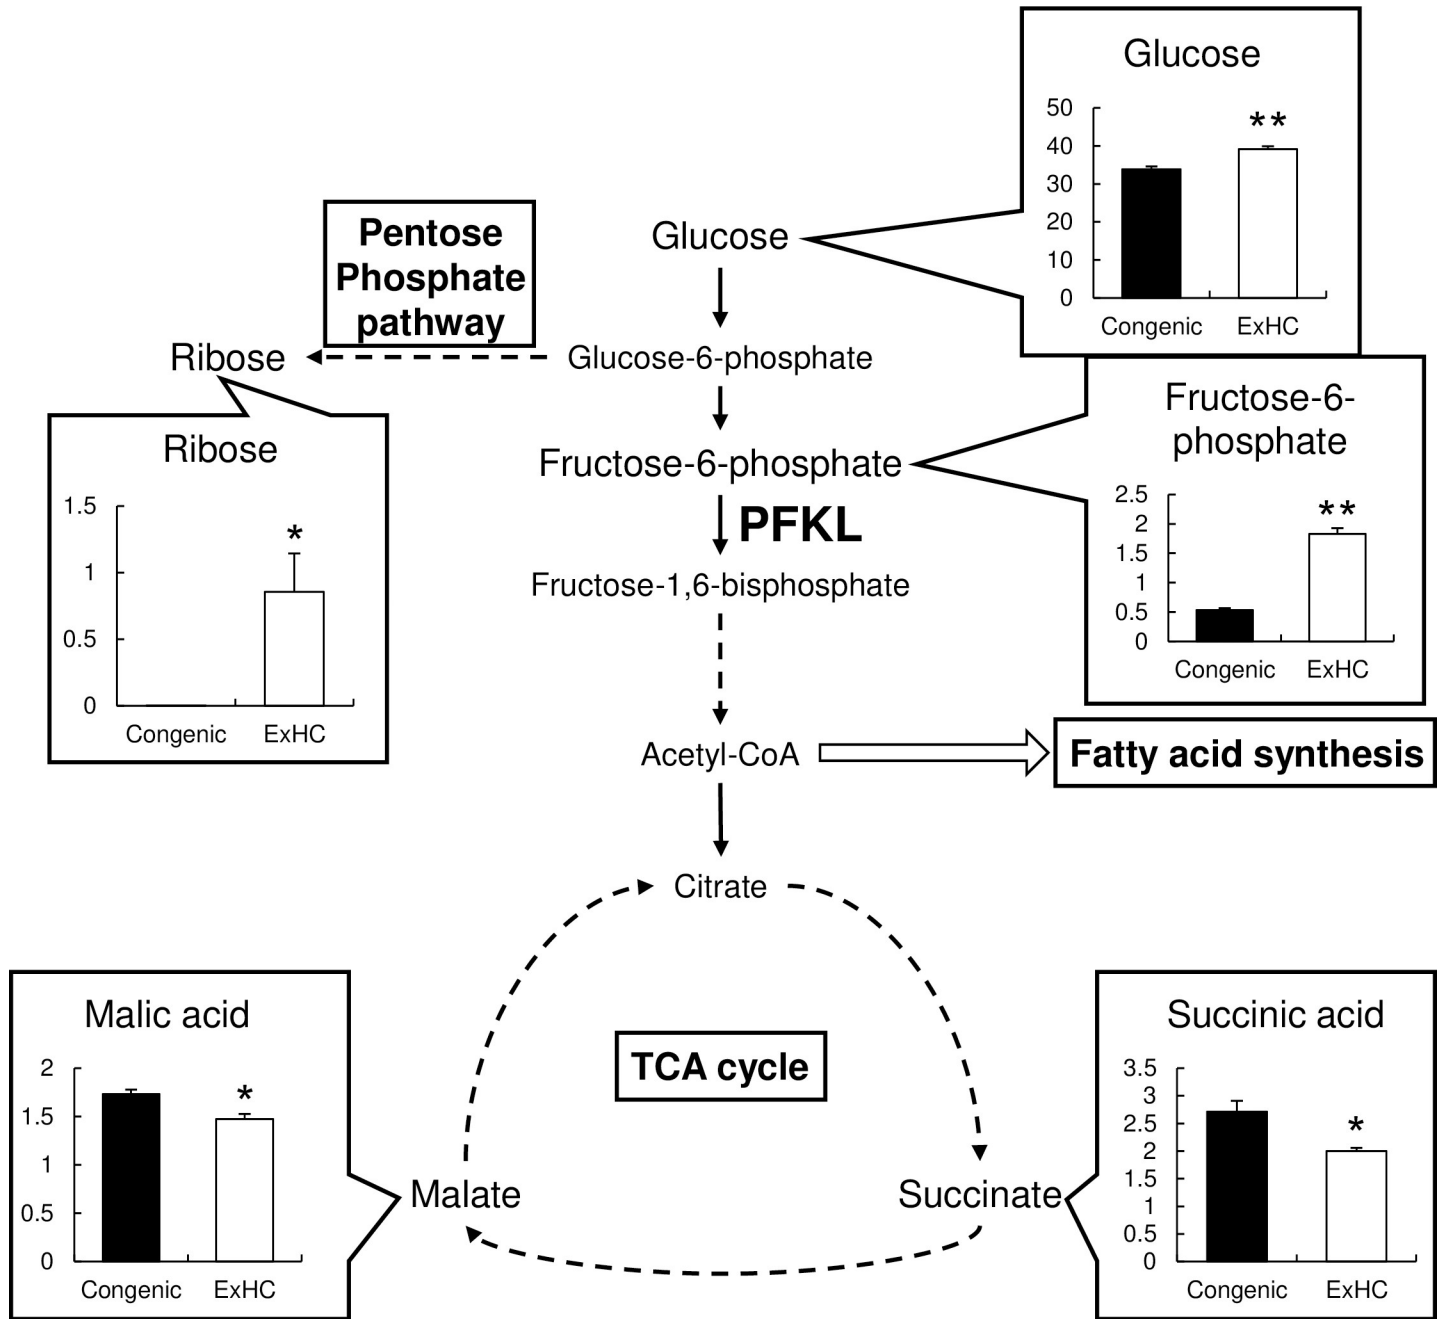 Glucose
50
**
40
30
20
10
0
Congenic ExHC
Pentose
Phosphate
pathway
Glucose
Ribose
Glucose-6-phosphate
Fructose-6-
phosphate
2.5
**
2
1.5
1
0.5
0
Congenic ExHC
Ribose
1.5
*
1
0.5
0
Congenic ExHC
Fructose-6-phosphate
PFKL
Fructose-1,6-bisphosphate
Acetyl-CoA
Fatty acid synthesis
Citrate
TCA cycle
Malic acid
2
*
1.5
1
0.5
0
Congenic ExHC
Malate
Succinate
Succinic acid
3.5
3
*
2.5
2
1.5
1
0.5
0
Congenic ExHC